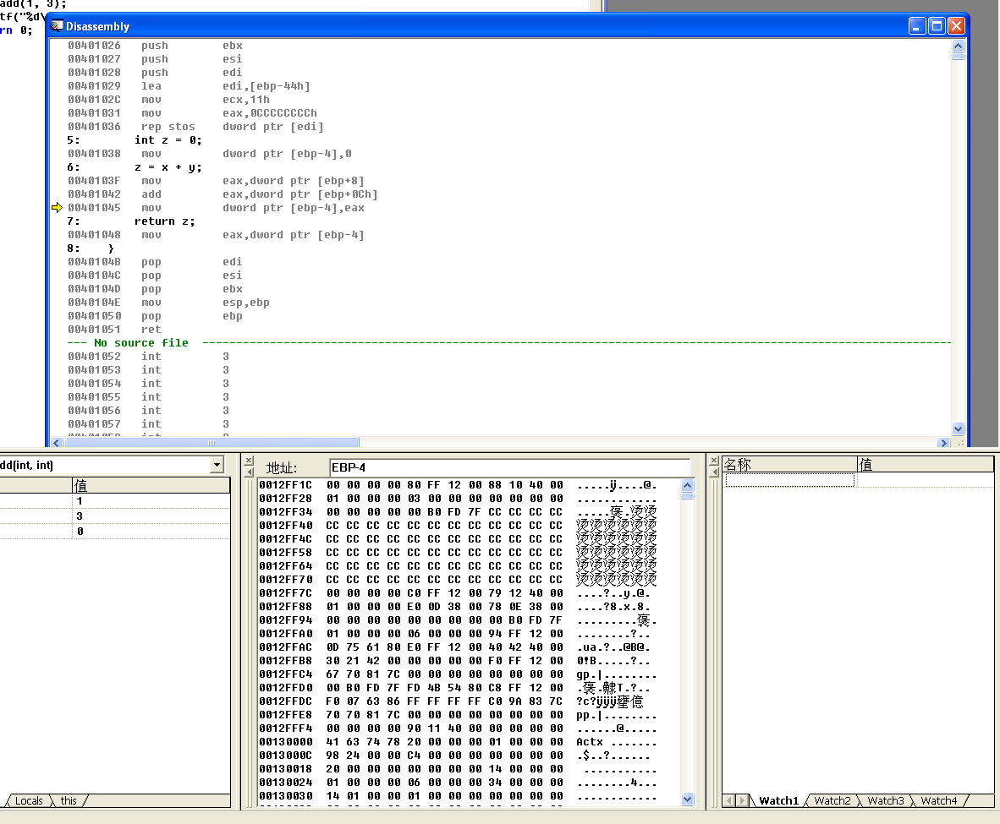 add(1, 3);
tf("%d\
rn 0;
Disassembly
00401026 push ebx
00401027 push esi
00401028 push edi
00401029 lea edi,[ebp-44h]
0040102C mov ecx,11h
00401031 mov eax,0CCCCCCCCh
00401036 rep stos dword ptr [edi]
5: int z = 0;
00401038 mov dword ptr [ebp-4],0
6: z = x + y;
0040103F mov eax,dword ptr [ebp+8]
00401042 add eax,dword ptr [ebp+0Ch]
00401045 mov dword ptr [ebp-4],eax
7: return z;
00401048 mov eax,dword ptr [ebp-4]
8: }
0040104B pop edi
0040104C pop esi
0040104D pop ebx
0040104E mov esp,ebp
00401050 pop ebp
00401051 ret
--- No source file ---
00401052 int 3
00401053 int 3
00401054 int 3
00401055 int 3
00401056 int 3
00401057 int 3
dd(int, int)
值
1
3
0
Locals this
地址: EBP-4
0012FF1C 00 00 00 00 80 FF 12 00 88 10 40 00 .....ÿ....@.
0012FF28 01 00 00 00 03 00 00 00 00 00 00 00 ............
0012FF34 00 00 00 00 00 B0 FD 7F CC CC CC CC .....褒.烫烫
0012FF40 CC CC CC CC CC CC CC CC CC CC CC CC 烫烫烫烫烫烫
0012FF4C CC CC CC CC CC CC CC CC CC CC CC CC 烫烫烫烫烫烫
0012FF58 CC CC CC CC CC CC CC CC CC CC CC CC 烫烫烫烫烫烫
0012FF64 CC CC CC CC CC CC CC CC CC CC CC CC 烫烫烫烫烫烫
0012FF70 CC CC CC CC CC CC CC CC CC CC CC CC 烫烫烫烫烫烫
0012FF7C 00 00 00 00 C0 FF 12 00 79 12 40 00 ....?..y.@.
0012FF88 01 00 00 00 E0 0D 38 00 78 0E 38 00 ....?8.x.8.
0012FF94 00 00 00 00 00 00 00 00 00 B0 FD 7F .........褒.
0012FFA0 01 00 00 00 06 00 00 00 94 FF 12 00 ........?..
0012FFAC 0D 75 61 80 E0 FF 12 00 40 42 40 00 .ua.?..@B@.
0012FFB8 30 21 42 00 00 00 00 00 F0 FF 12 00 0!B.....?..
0012FFC4 67 70 81 7C 00 00 00 00 00 00 00 00 gp.|........
0012FFD0 00 B0 FD 7F FD 4B 54 80 C8 FF 12 00
0012FFDC F0 07 63 86 FF FF FF FF C0 9A 83 7C
0012FFE8 70 70 81 7C 00 00 00 00 00 00 00 00 pp.|........
0012FFF4 00 00 00 00 90 11 40 00 00 00 00 00 ......@.....
00130000 41 63 74 78 20 00 00 00 01 00 00 00 Actx .......
0013000C 98 24 00 00 C4 00 00 00 00 00 00 00 .$..?......
00130018 20 00 00 00 00 00 00 00 14 00 00 00 ...........
00130024 01 00 00 00 06 00 00 00 34 00 00 00 ........4...
00130030 14 01 00 00 01 00 00 00 00 00 00 00 ............
名称 值
Watch1 Watch2 Watch3 Watch4